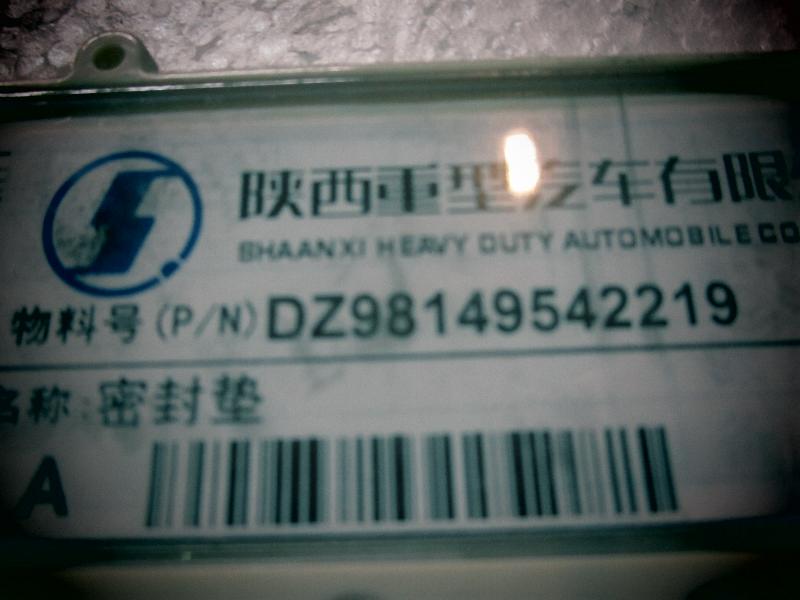 陕西重型汽车有限
SHAANXI HEAVY DUTY AUTOMOBILE CO
物料号(P/N)DZ98149542219
名称:密封垫
A